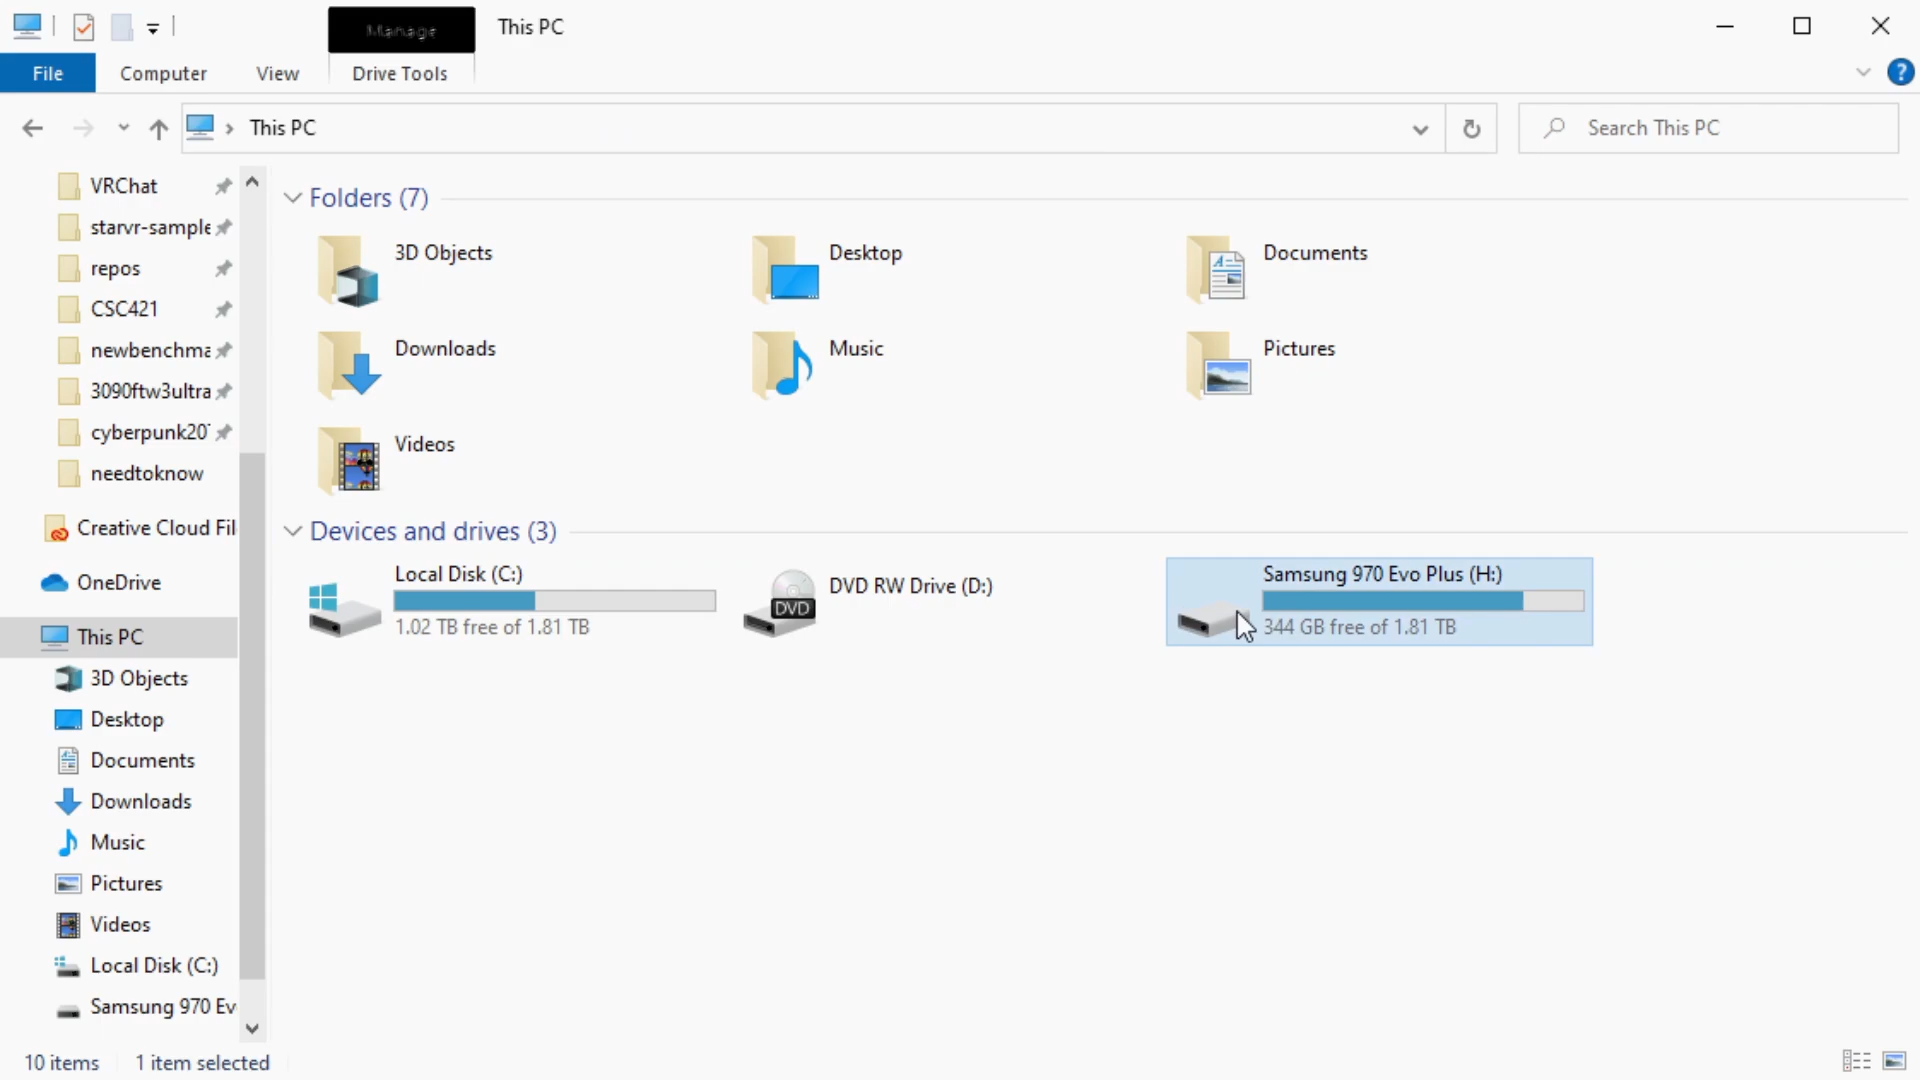 Manage
This PC
File
Computer
View
Drive Tools
This PC
Search This PC
VRChat
starvr-sample
repos
CSC421
newbenchma
3090ftw3ultra
cyberpunk20
needtoknow
Creative Cloud Fil
OneDrive
This PC
3D Objects
Desktop
Documents
Downloads
Music
Pictures
Videos
Local Disk (C:)
Samsung 970 Ev
Folders (7)
3D Objects
Desktop
Documents
Downloads
Music
Pictures
Videos
Devices and drives (3)
Local Disk (C:)
1.02 TB free of 1.81 TB
DVD
DVD RW Drive (D:)
Samsung 970 Evo Plus (H:)
344 GB free of 1.81 TB
10 items
1 item selected